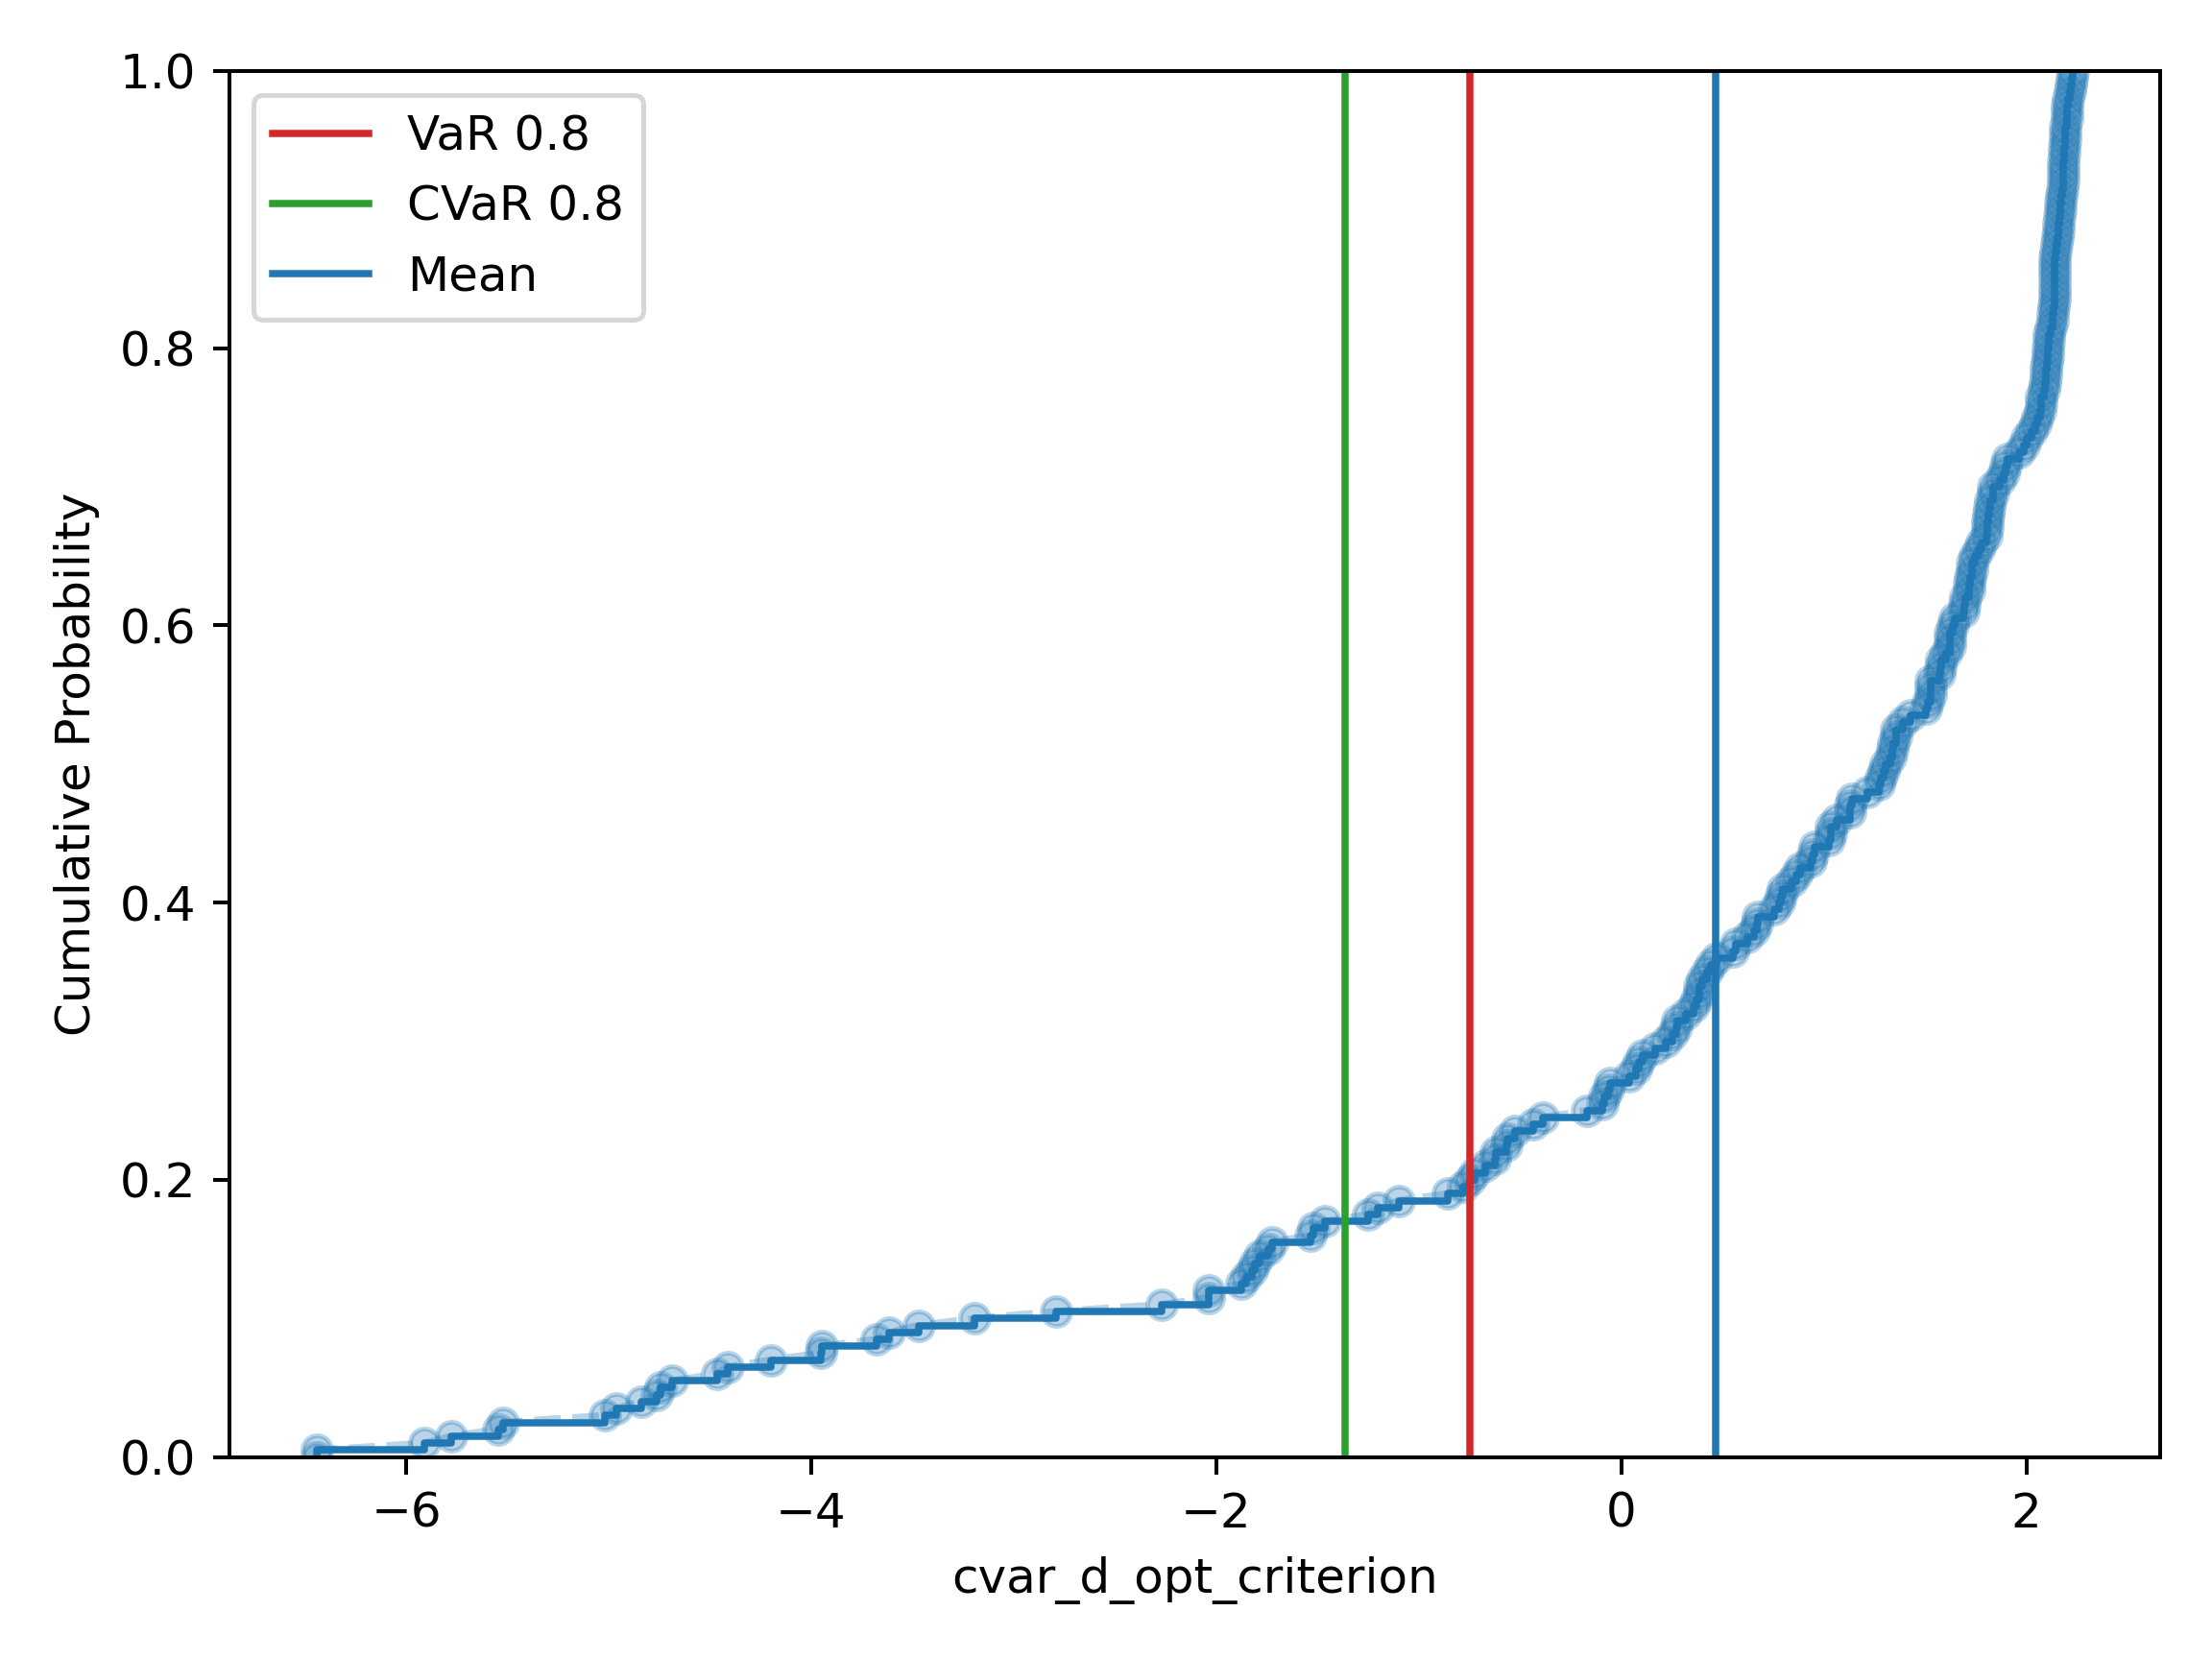 1.0
0.8
0.6
0.4
0.2
0.0
Cumulative Probability
VaR 0.8
CVaR 0.8
Mean
−6 −4 −2 0 2
cvar_d_opt_criterion